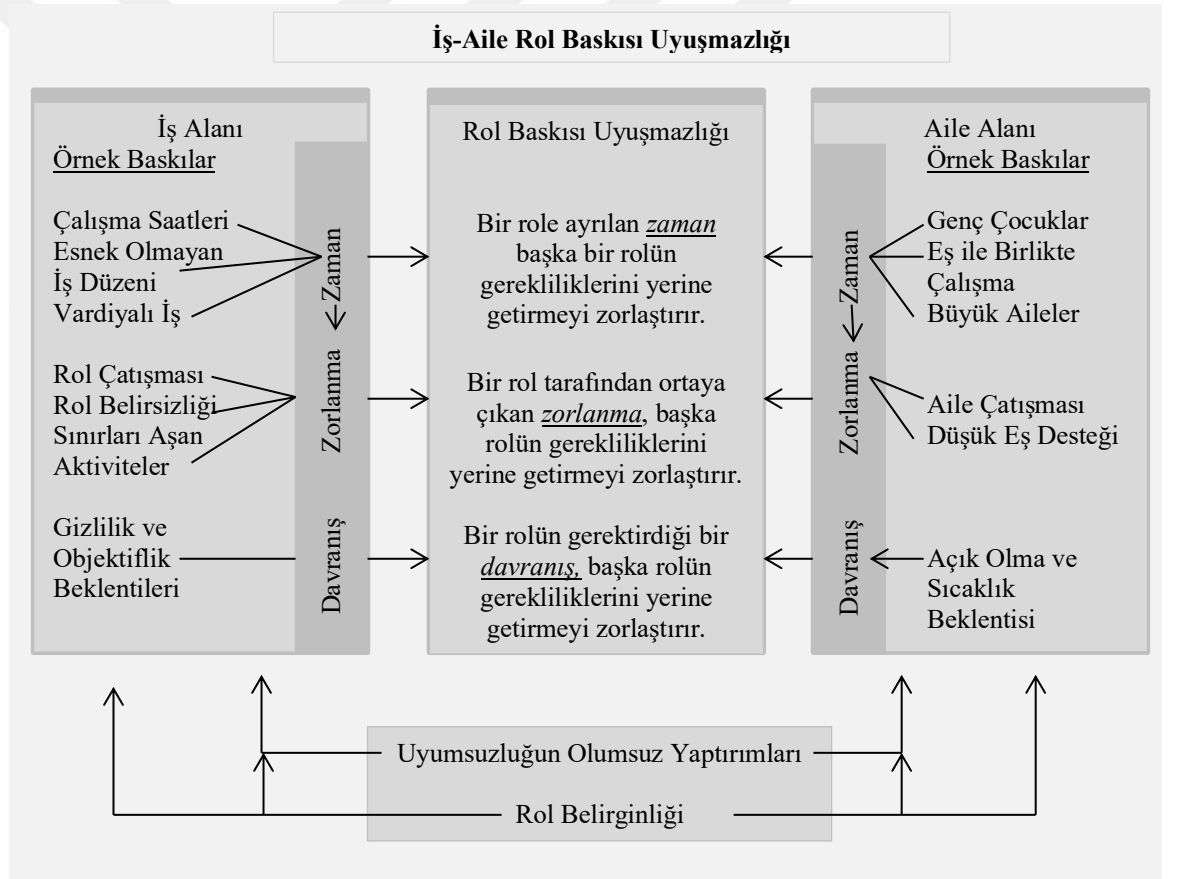 İş-Aile Rol Baskısı Uyuşmazlığı
İş Alanı
Örnek Baskılar
Çalışma Saatleri
Esnek Olmayan
İş Düzeni
Vardiyalı İş
Rol Çatışması
Rol Belirsizliği
Sınırları Aşan
Aktiviteler
Gizlilik ve
Objektiflik
Beklentileri
Zaman
Zorlanma
Davranış
Rol Baskısı Uyuşmazlığı
Bir role ayrılan zaman
başka bir rolün
gerekliliklerini yerine
getirmeyi zorlaştırır.
Bir rol tarafından ortaya
çıkan zorlanma, başka
rolün gerekliliklerini
yerine getirmeyi zorlaştırır.
Bir rolün gerektirdiği bir
davranış, başka rolün
gerekliliklerini yerine
getirmeyi zorlaştırır.
Zaman
Zorlanma
Davranış
Aile Alanı
Örnek Baskılar
Genç Çocuklar
Eş ile Birlikte
Çalışma
Büyük Aileler
Aile Çatışması
Düşük Eş Desteği
Açık Olma ve
Sıcaklık
Beklentisi
Uyumsuzluğun Olumsuz Yaptırımları
Rol Belirginliği